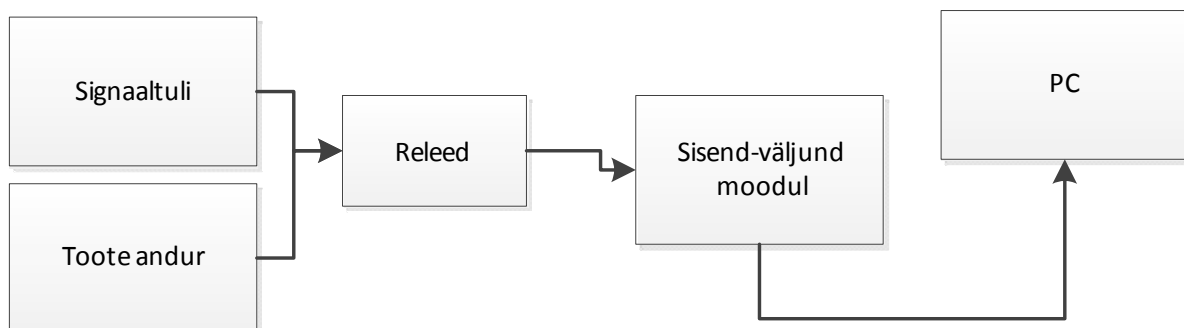 Signaaltuli
Toote andur
Releed
Sisend-väljund
moodul
PC